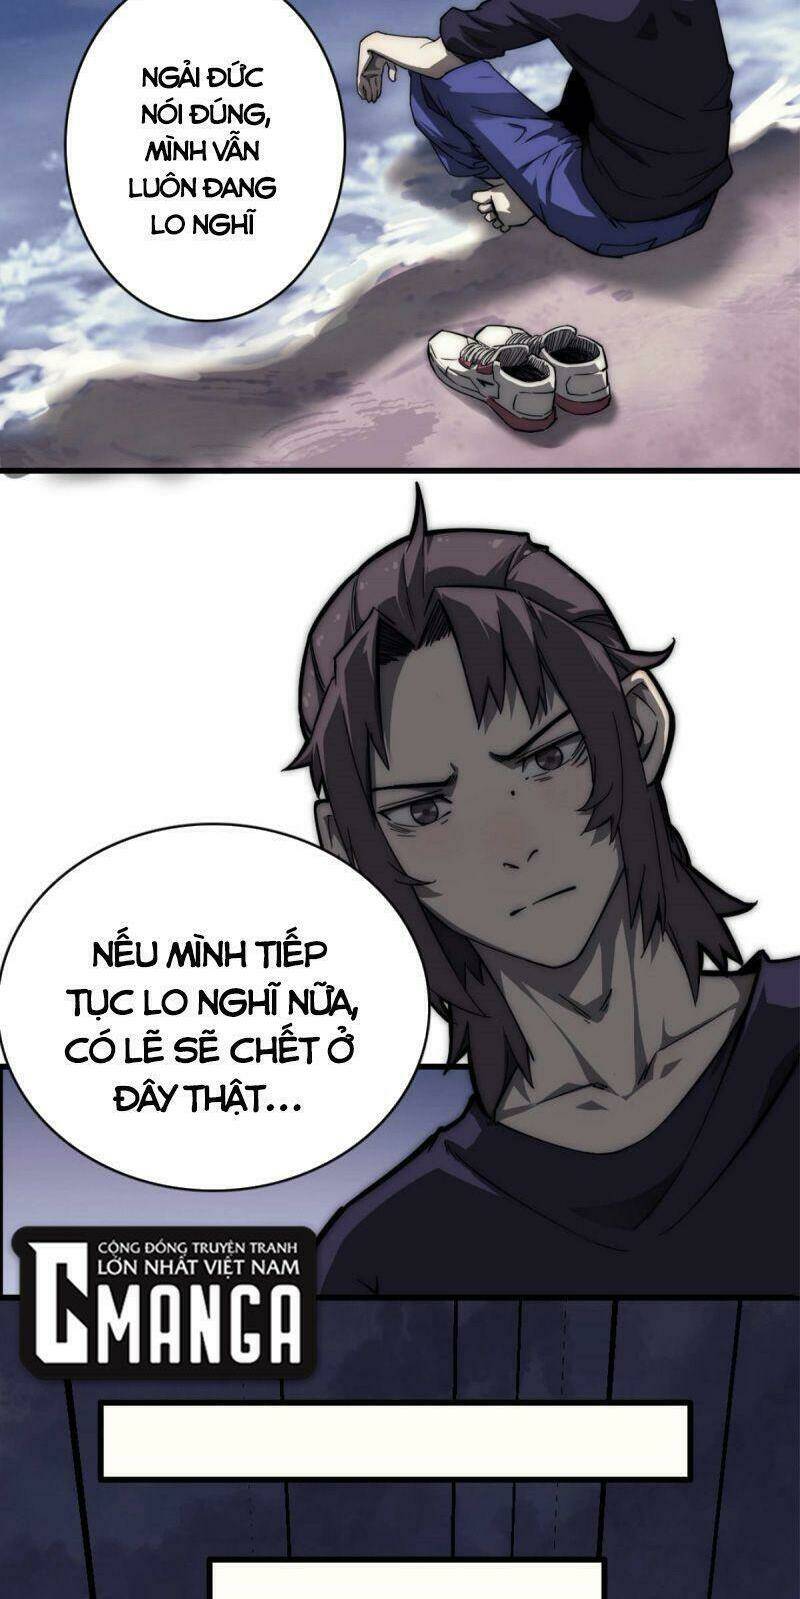 NGẢI ĐỨC
NÓI ĐÚNG,
MÌNH VẪN
LUÔN ĐANG
LO NGHĨ
NẾU MÌNH TIẾP
TỤC LO NGHĨ NỮA,
CÓ LẼ SẼ CHẾT Ở
ĐÂY THẬT...
CỘNG ĐỒNG TRUYỆN TRANH
LỚN NHẤT VIỆT NAM
CMANGA